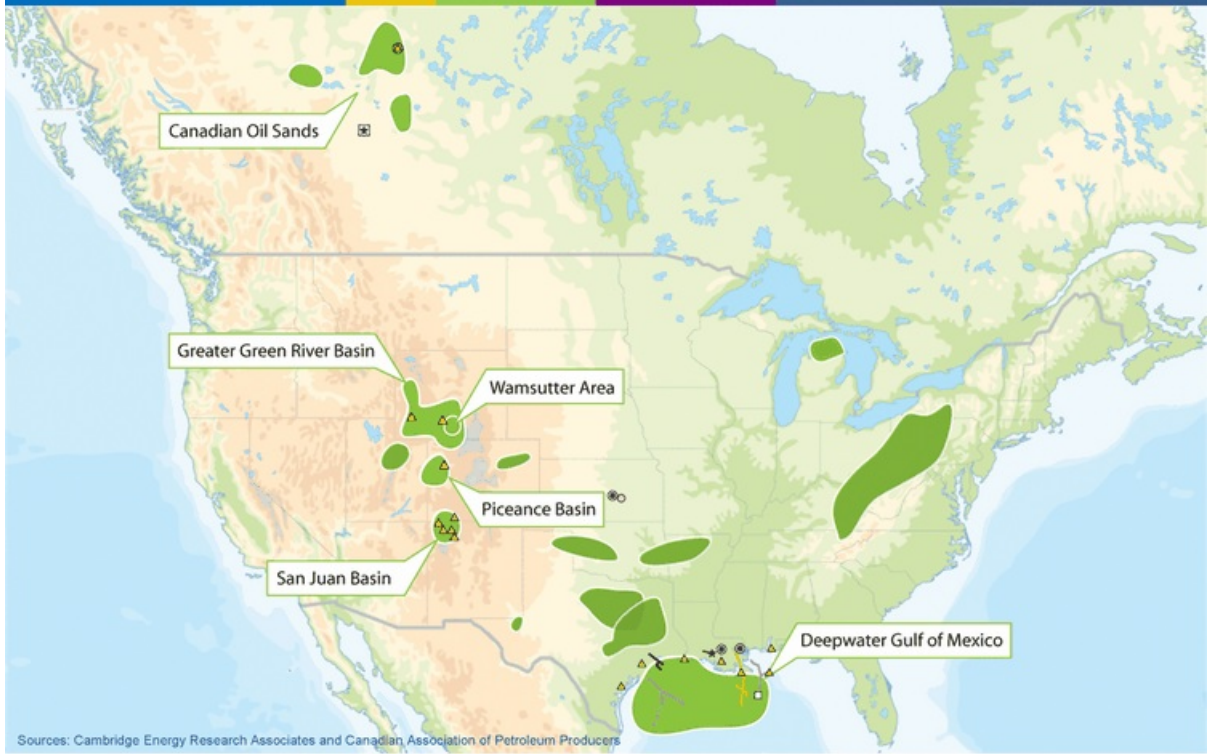 Canadian Oil Sands
Greater Green River Basin
Wamsutter Area
Piceance Basin
San Juan Basin
Deepwater Gulf of Mexico
Sources: Cambridge Energy Research Associates and Canadian Association of Petroleum Producers